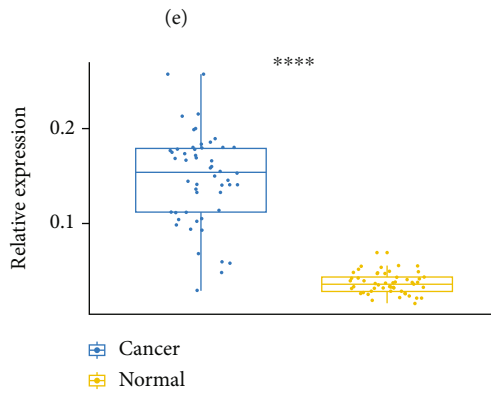 (e)
****
Relative expression
0.2
0.1
Cancer
Normal